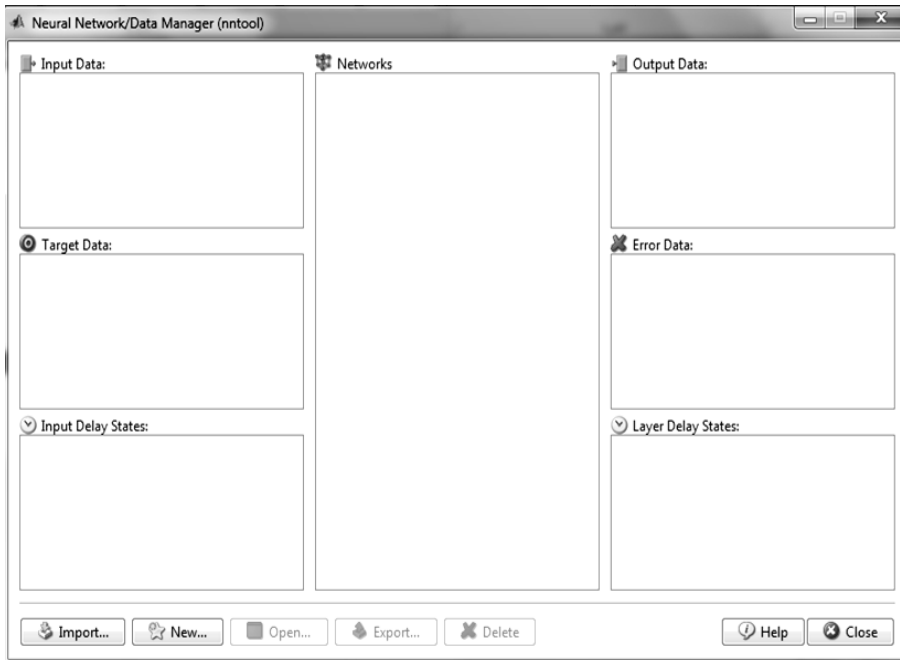 Neural Network/Data Manager (nntool)
Input Data:
Networks
Output Data:
Target Data:
Error Data:
Input Delay States:
Layer Delay States:
Import...
New...
Open...
Export...
Delete
Help
Close